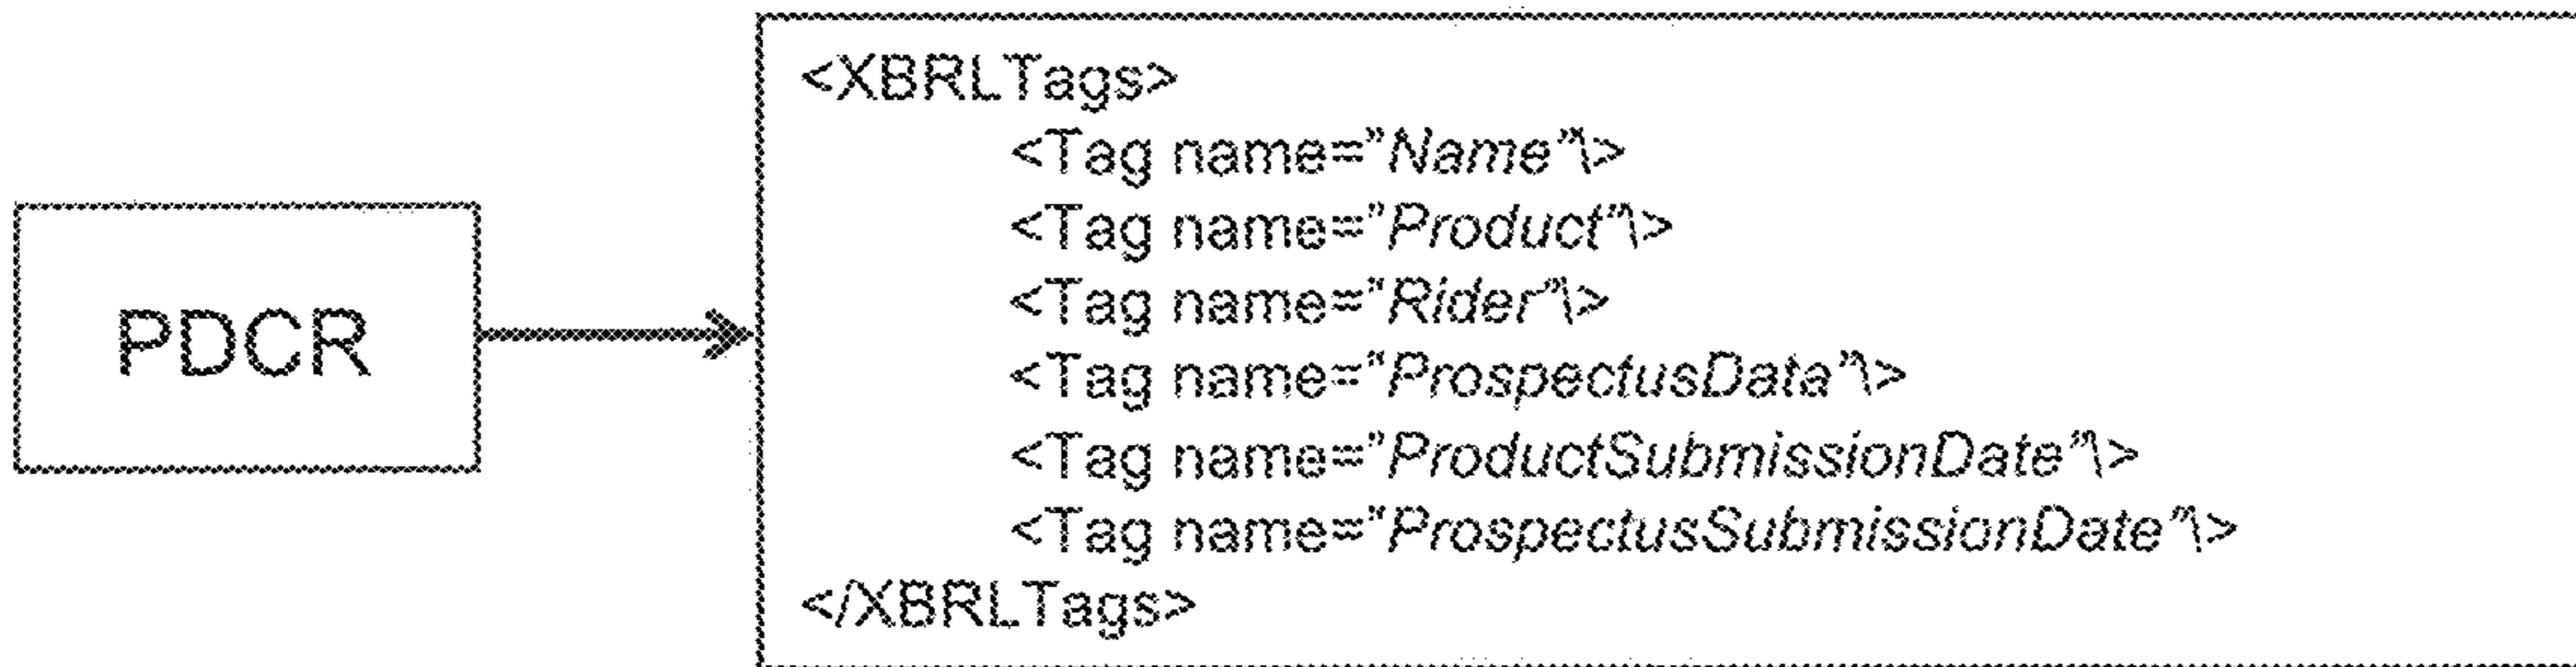 PDCR
<XBRLTags>
<Tag name="Name"\>
<Tag name="Product"\>
<Tag name="Rider"\>
<Tag name="ProspectusData"\>
<Tag name="ProductSubmissionDate"\>
<Tag name="ProspectusSubmissionDate"\>
</XBRLTags>